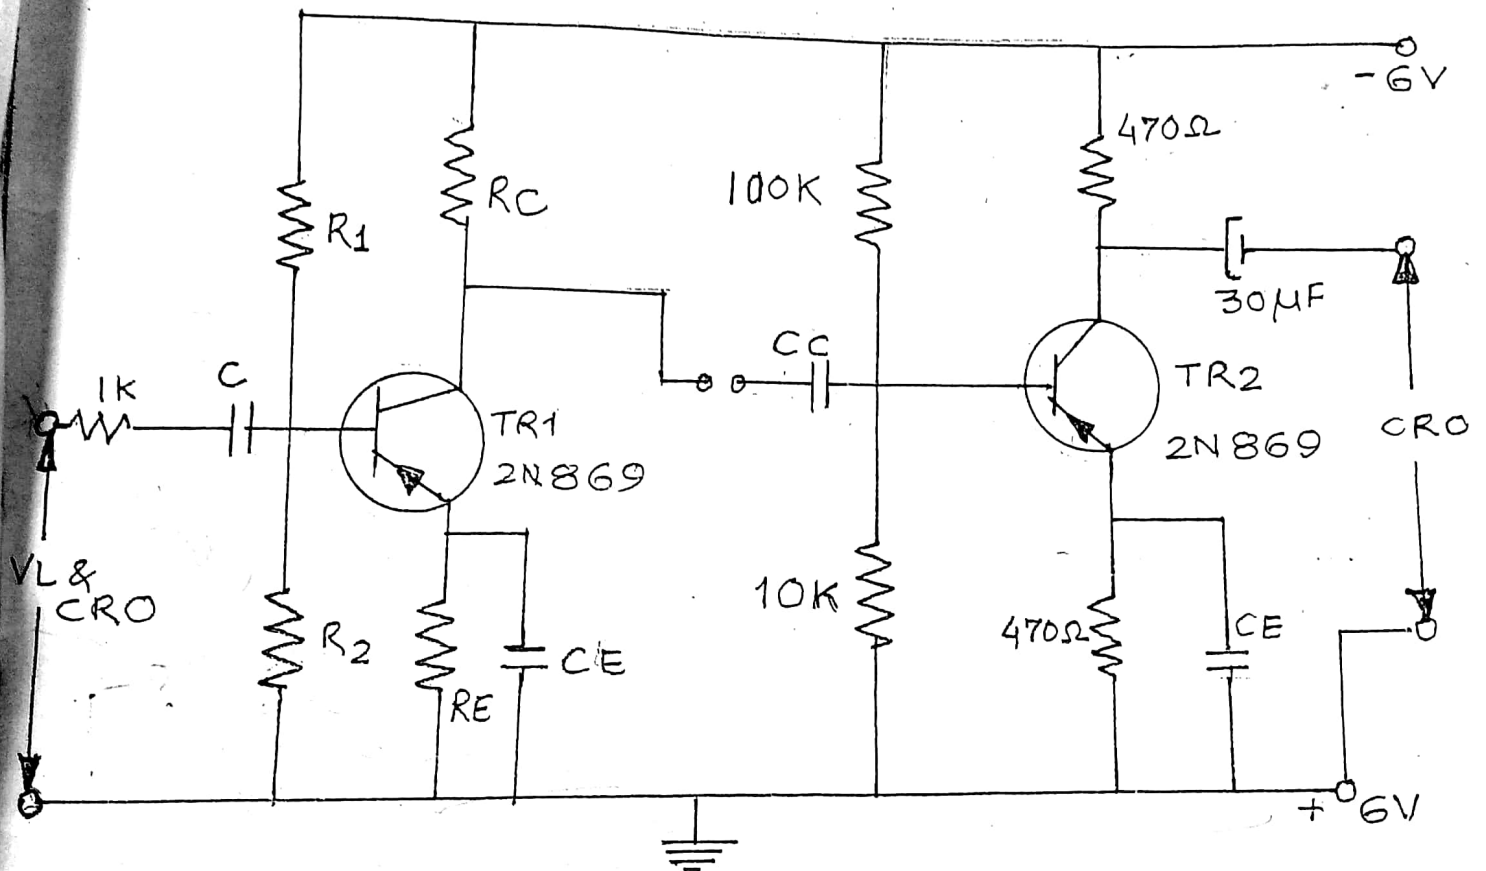 -6V
470Ω
RC
100K
R1
30µF
CC
1K
C
TR1
2N869
TR2
2N869
CRO
VL &
CRO
R2
CE
RE
10K
470Ω
CE
+ 6V